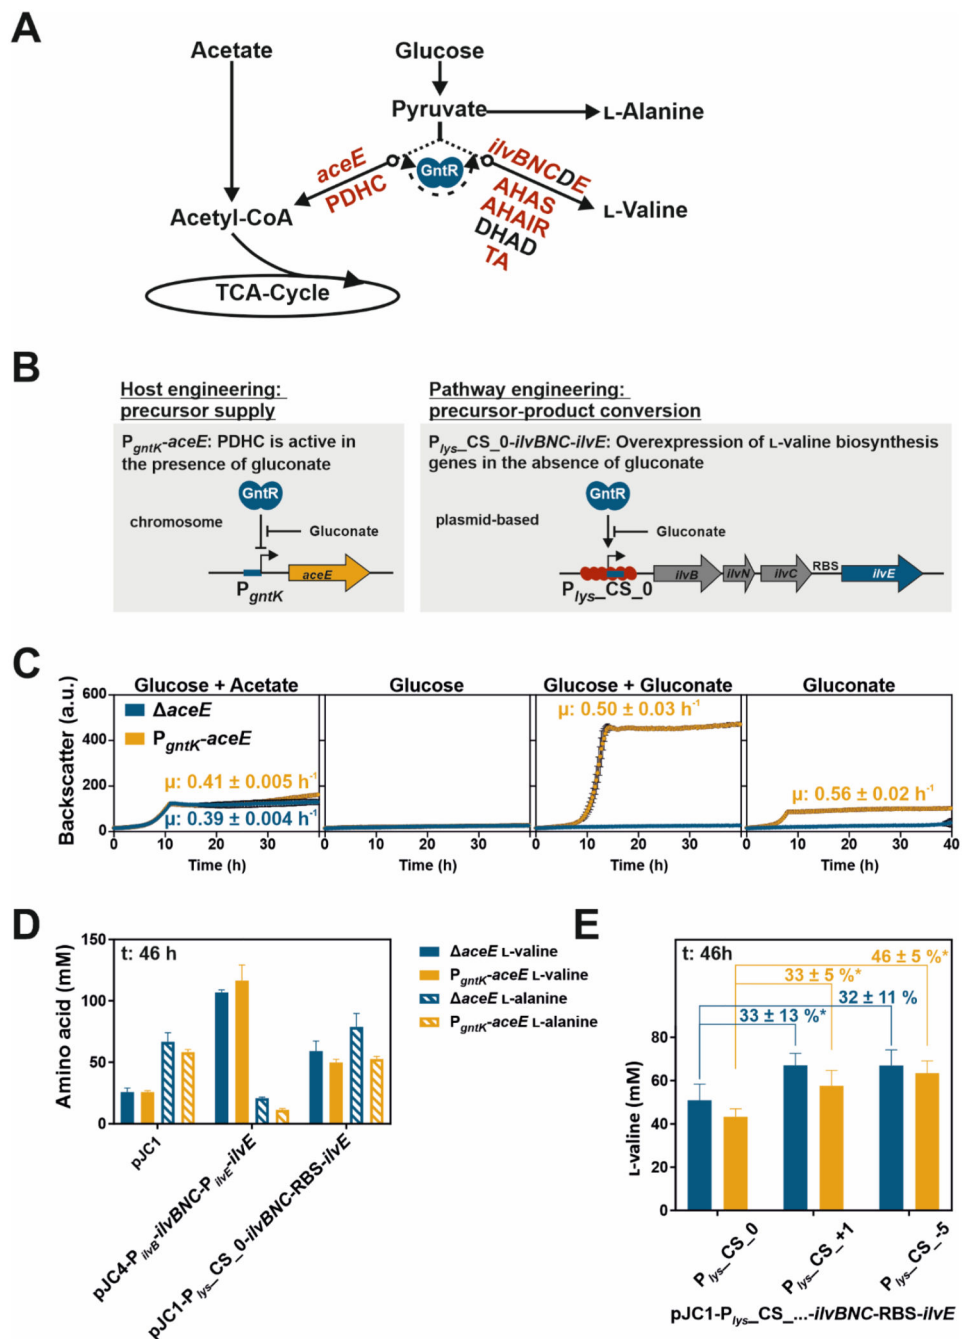 A
Acetate
Glucose
Pyruvate
L-Alanine
aceE
PDHC
GntR
ilvBNCDE
AHAS
AHAIR
DHAD
TA
L-Valine
Acetyl-CoA
TCA-Cycle
B
Host engineering:
precursor supply
PgntK-aceE: PDHC is active in
the presence of gluconate
GntR
chromosome
Gluconate
aceE
PgntK
Pathway engineering:
precursor-product conversion
Plys_CS_0-ilvBNC-ilvE: Overexpression of L-valine biosynthesis
genes in the absence of gluconate
GntR
plasmid-based
Gluconate
RBS
ilvB
ilvN
ilvC
ilvE
Plys_CS_0
C
Glucose + Acetate
Glucose
Glucose + Gluconate
Gluconate
Backscatter (a.u.)
600
400
200
0
ΔaceE
PgntK-aceE
μ: 0.41 ± 0.005 h-1
μ: 0.39 ± 0.004 h-1
μ: 0.50 ± 0.03 h-1
μ: 0.56 ± 0.02 h-1
0 10 20 30 0 10 20 30 0 10 20 30 0 10 20 30 40
Time (h) Time (h) Time (h) Time (h)
D
t: 46 h
Amino acid (mM)
150
100
50
0
pJC1
pJC4-PilvB-ilvBNC-PilvE-ilvE
pJC1-Plys_CS_0-ilvBNC-RBS-ilvE
ΔaceE L-valine
PgntK-aceE L-valine
ΔaceE L-alanine
PgntK-aceE L-alanine
E
t: 46h
46 ± 5 %*
33 ± 5 %*
32 ± 11 %
33 ± 13 %*
L-valine (mM)
80
60
40
20
0
Plys_CS_0
Plys_CS_+1
Plys_CS_-5
pJC1-Plys_CS_...-ilvBNC-RBS-ilvE